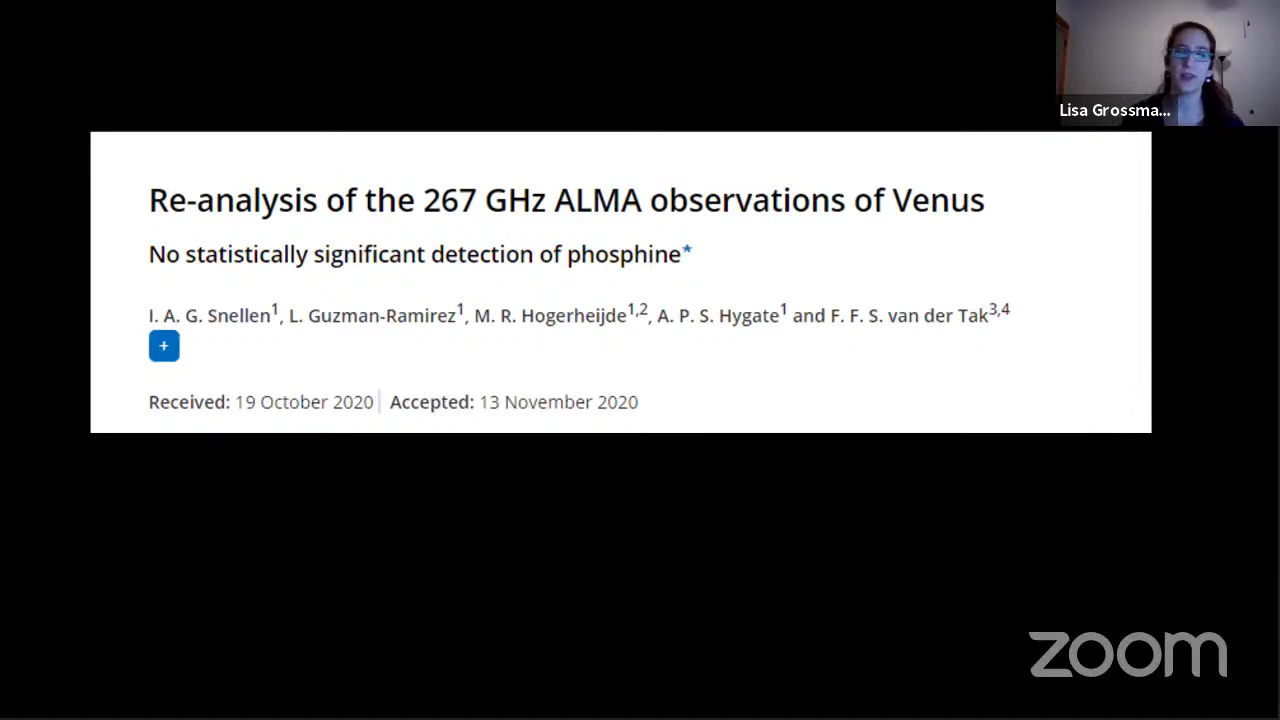 Lisa Grossma...
Re-analysis of the 267 GHz ALMA observations of Venus
No statistically significant detection of phosphine*
I. A. G. Snellen1, L. Guzman-Ramirez1, M. R. Hogerheijde1,2, A. P. S. Hygate1 and F. F. S. van der Tak3,4
+
Received: 19 October 2020 | Accepted: 13 November 2020
zoom